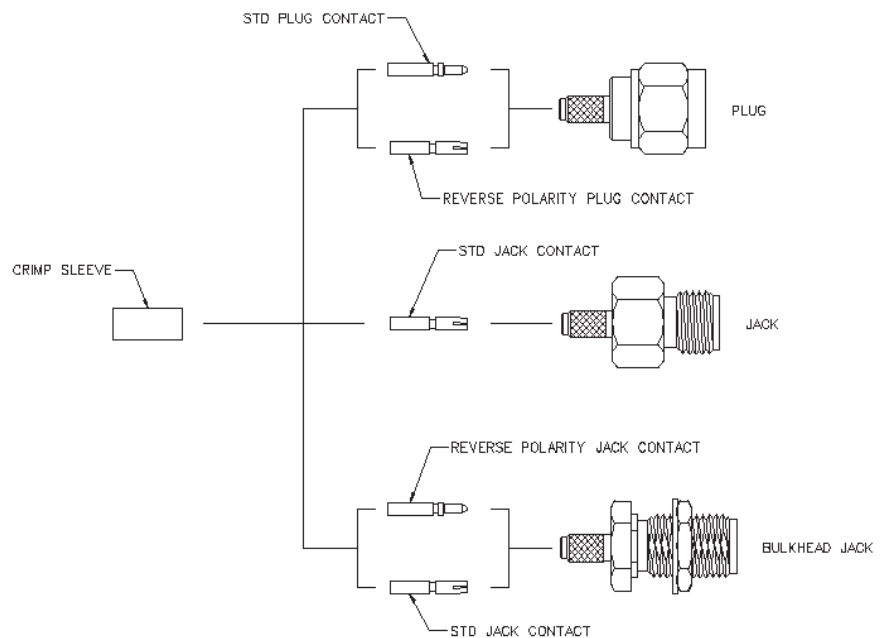 STD PLUG CONTACT
PLUG
REVERSE POLARITY PLUG CONTACT
STD JACK CONTACT
CRIMP SLEEVE
JACK
REVERSE POLARITY JACK CONTACT
BULKHEAD JACK
STD JACK CONTACT